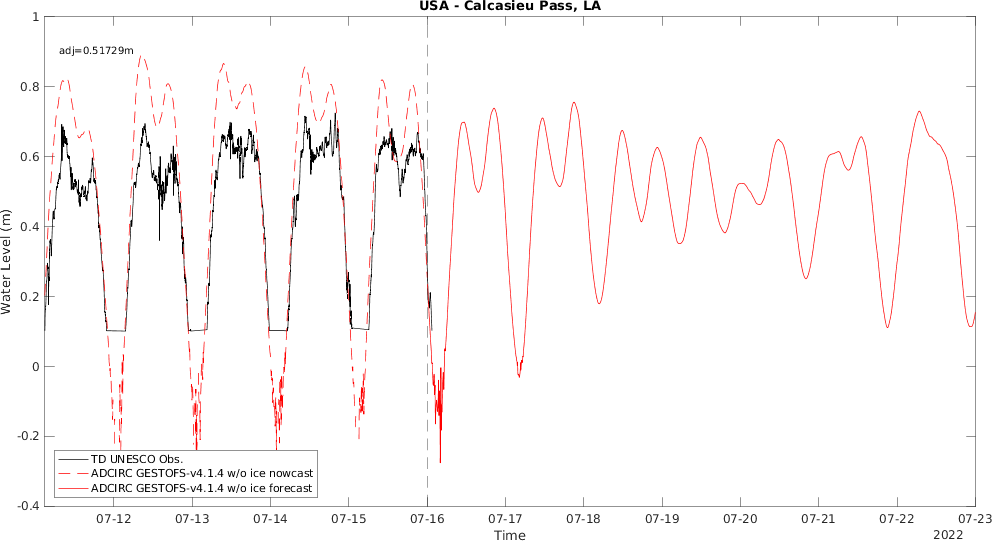 USA - Calcasieu Pass, LA
adj=0.51729m
1
0.8
0.6
0.4
0.2
0
-0.2
-0.4
Water Level (m)
TD UNESCO Obs.
ADCIRC GESTOFS-v4.1.4 w/o ice nowcast
ADCIRC GESTOFS-v4.1.4 w/o ice forecast
07-12 07-13 07-14 07-15 07-16 07-17 07-18 07-19 07-20 07-21 07-22 07-23
Time
2022